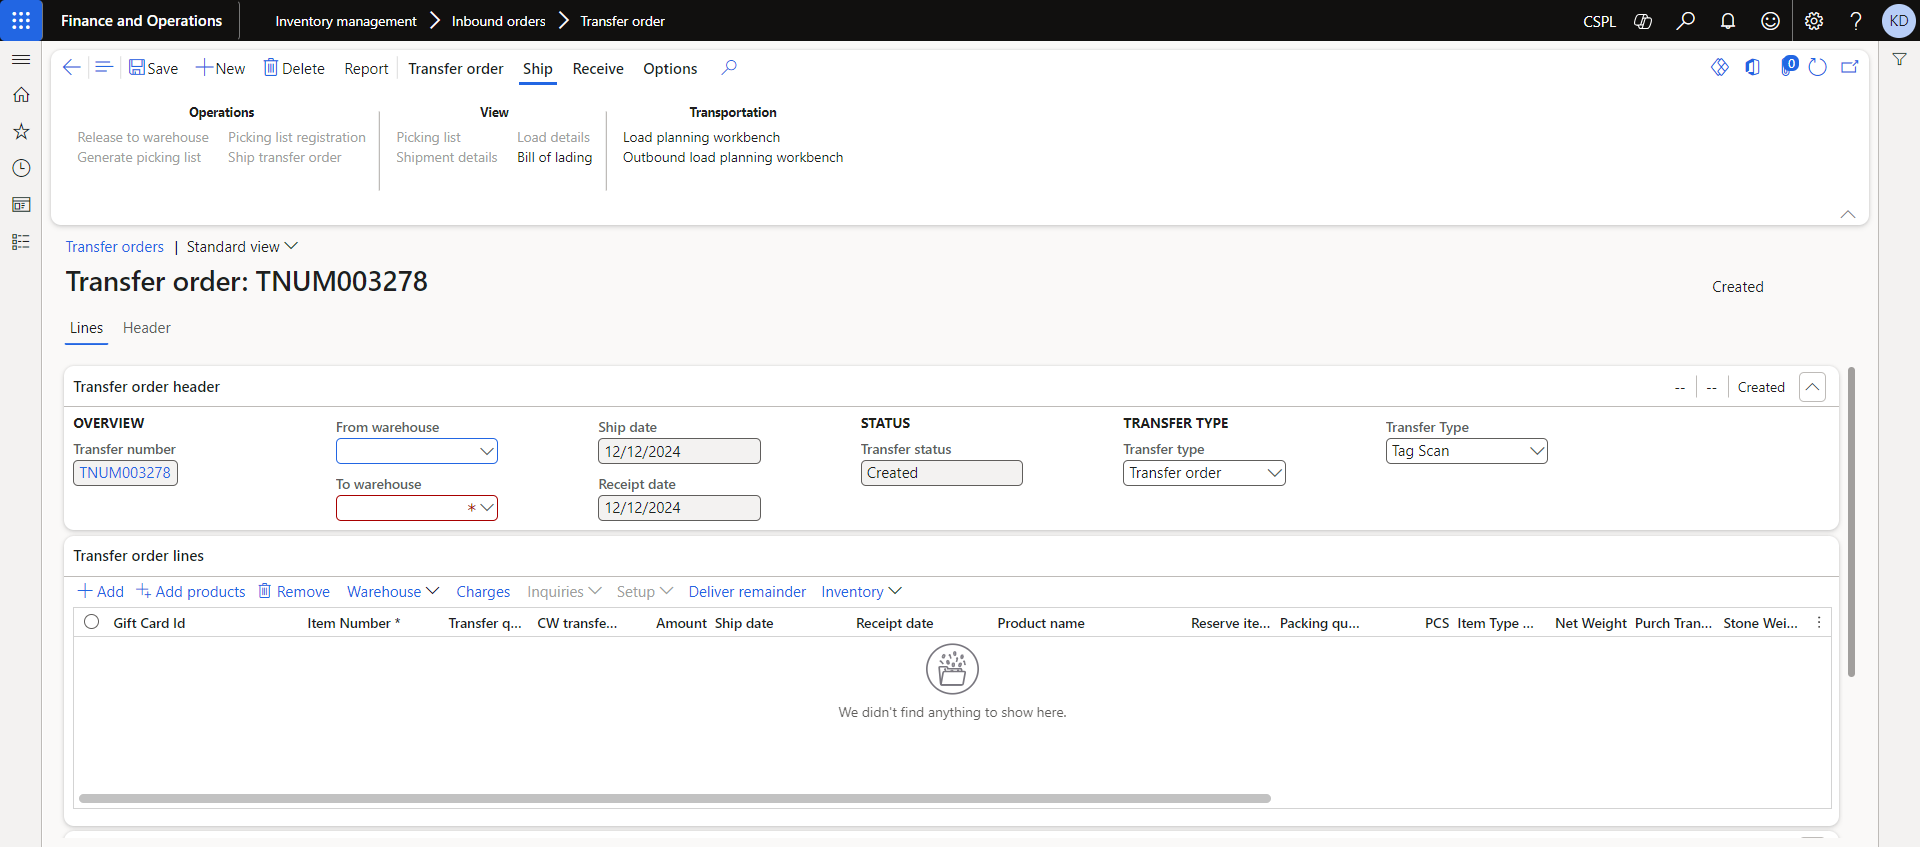 Finance and Operations
Inventory management
Inbound orders
Transfer order
CSPL
?
KD
Save
New
Delete
Report
Transfer order
Ship
Receive
Options
0
Operations
View
Transportation
Release to warehouse
Picking list registration
Picking list
Load details
Load planning workbench
Generate picking list
Ship transfer order
Shipment details
Bill of lading
Outbound load planning workbench
Transfer orders | Standard view
Transfer order: TNUM003278
Created
Lines
Header
Transfer order header
--
--
Created
OVERVIEW
Transfer number
TNUM003278
From warehouse
To warehouse
*
Ship date
12/12/2024
Receipt date
12/12/2024
STATUS
Transfer status
Created
TRANSFER TYPE
Transfer type
Transfer order
Transfer Type
Tag Scan
Transfer order lines
Add
Add products
Remove
Warehouse
Charges
Inquiries
Setup
Deliver remainder
Inventory
Gift Card Id
Item Number *
Transfer q...
CW transfe...
Amount
Ship date
Receipt date
Product name
Reserve ite...
Packing qu...
PCS
Item Type ...
Net Weight
Purch Tran...
Stone Wei...
We didn't find anything to show here.